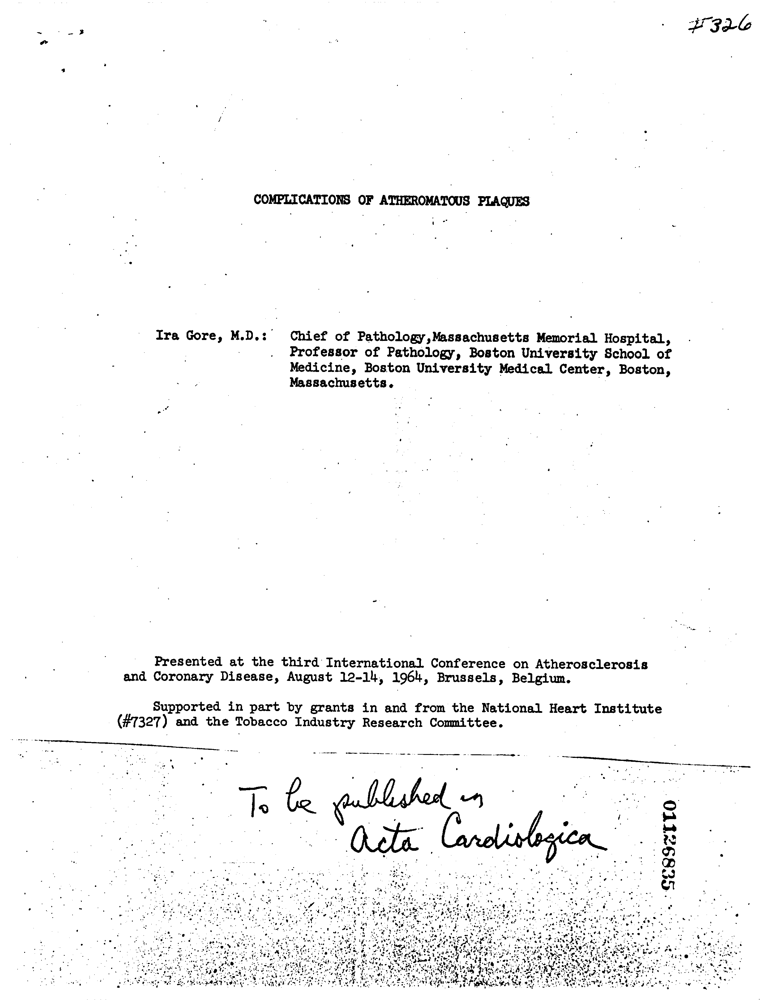 #326
COMPLICATIONS OF ATHEROMATOUS PLAQUES
Ira Gore, M.D.: Chief of Pathology,Massachusetts Memorial Hospital,
Professor of Pathology, Boston University School of
Medicine, Boston University Medical Center, Boston,
Massachusetts.
Presented at the third International Conference on Atherosclerosis
and Coronary Disease, August 12-14, 1964, Brussels, Belgium.
Supported in part by grants in and from the National Heart Institute
(#7327) and the Tobacco Industry Research Committee.
To be published in
Acta Cardiologica
01126835